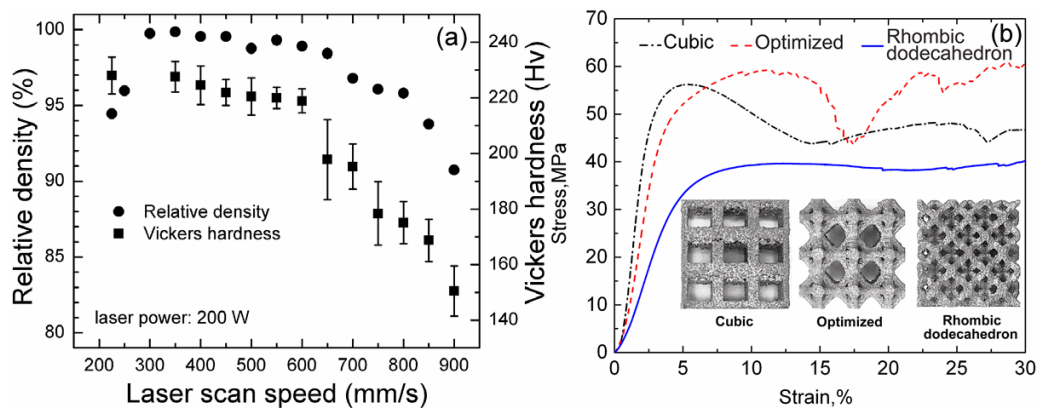 (a)
Relative density (%)
100
95
90
85
80
240
220
200
180
160
140
Vickers hardness (Hv)
Relative density
Vickers hardness
laser power: 200 W
200 300 400 500 600 700 800 900
Laser scan speed (mm/s)
(b)
Stress,MPa
70
60
50
40
30
20
10
0
Cubic
Optimized
Rhombic
dodecahedron
Cubic
Optimized
Rhombic
dodecahedron
0 5 10 15 20 25 30
Strain,%